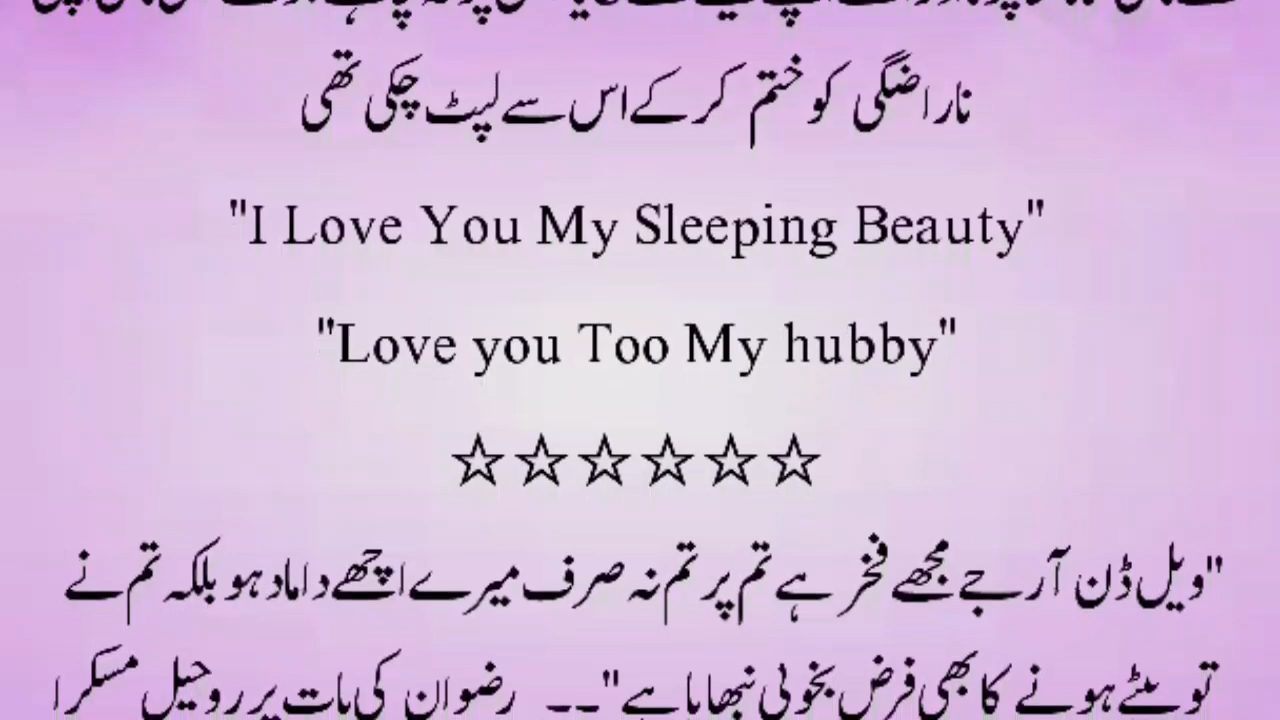 ناراضگی کو ختم کر کے اس سے لپٹ چکی تھی
"I Love You My Sleeping Beauty"
"Love you Too My hubby"
☆☆☆☆☆☆
"ویل ڈن آر جے مجھے فخر ہے تم پر تم نہ صرف میرے اچھے داماد ہو بلکہ تم نے
تو بیٹے ہونے کا بھی فرض بخوبی نبھایا ہے"۔۔ رضوان کی بات پر روحیل مسکرا